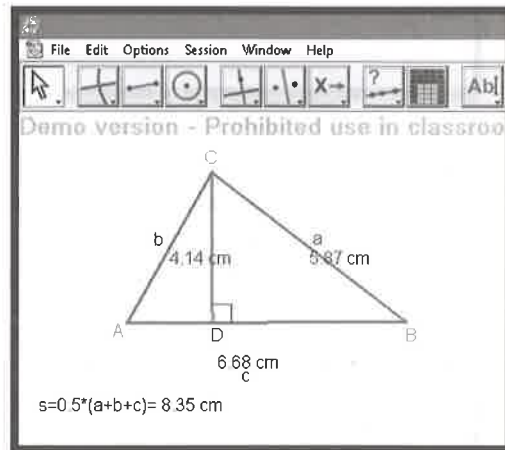 File Edit Options Session Window Help
? X→ Ab
Demo version - Prohibited use in classroo
C
b
a
4.14 cm
5.87 cm
A
D
B
6.68 cm
c
s=0.5*(a+b+c)= 8.35 cm